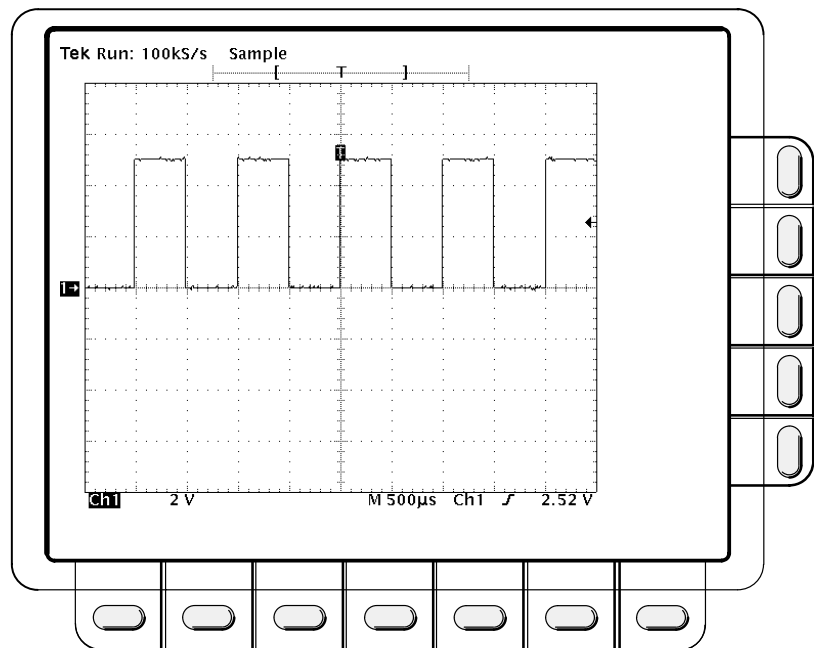 Tek Run: 100kS/s Sample
[ T ]
T
1→
Ch1 2 V M 500µs Ch1 ʃ 2.52 V